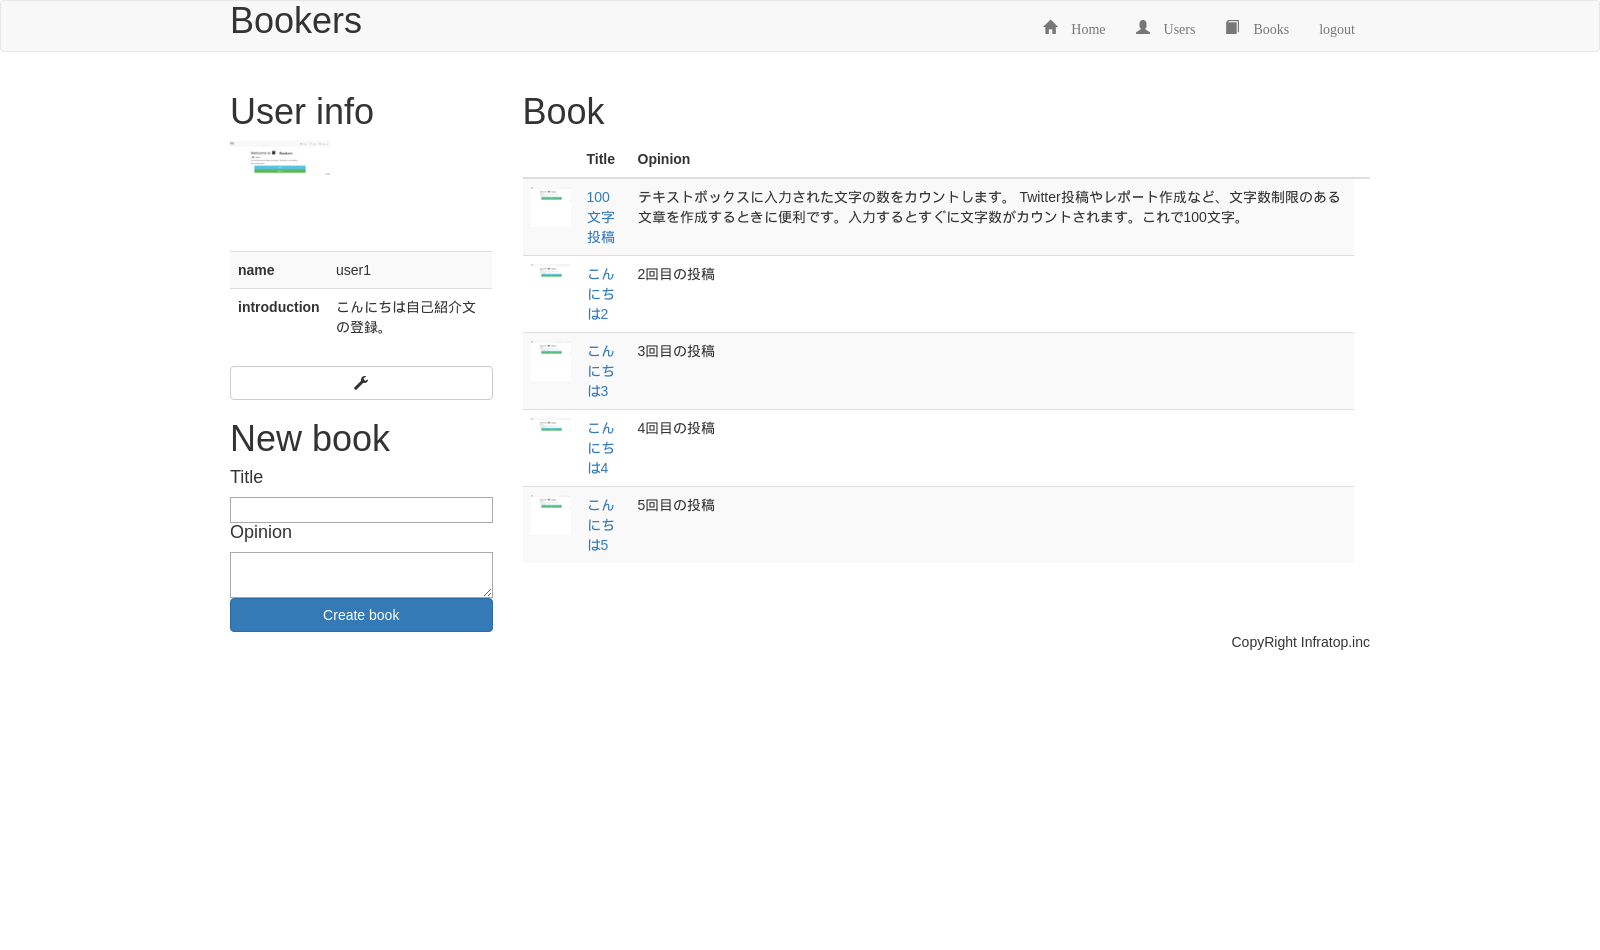 Bookers
Home Users Books logout
User info
name user1
introduction こんにちは自己紹介文
の登録。
New book
Title
Opinion
Create book
Book
Title Opinion
100 テキストボックスに入力された文字の数をカウントします。 Twitter投稿やレポート作成など、文字数制限のある
文字 文章を作成するときに便利です。入力するとすぐに文字数がカウントされます。これで100文字。
投稿
こん 2回目の投稿
にち
は2
こん 3回目の投稿
にち
は3
こん 4回目の投稿
にち
は4
こん 5回目の投稿
にち
は5
CopyRight Infratop.inc